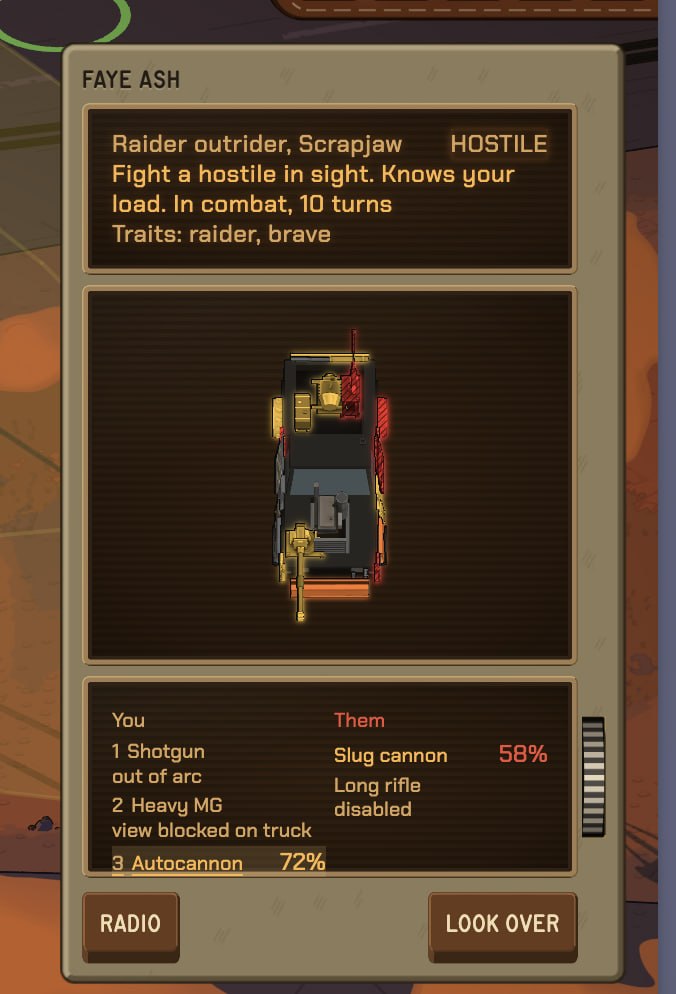 FAYE ASH
Raider outrider, Scrapjaw HOSTILE
Fight a hostile in sight. Knows your
load. In combat, 10 turns
Traits: raider, brave
You
1 Shotgun
out of arc
2 Heavy MG
view blocked on truck
3 Autocannon 72%
Them
Slug cannon 58%
Long rifle
disabled
RADIO
LOOK OVER